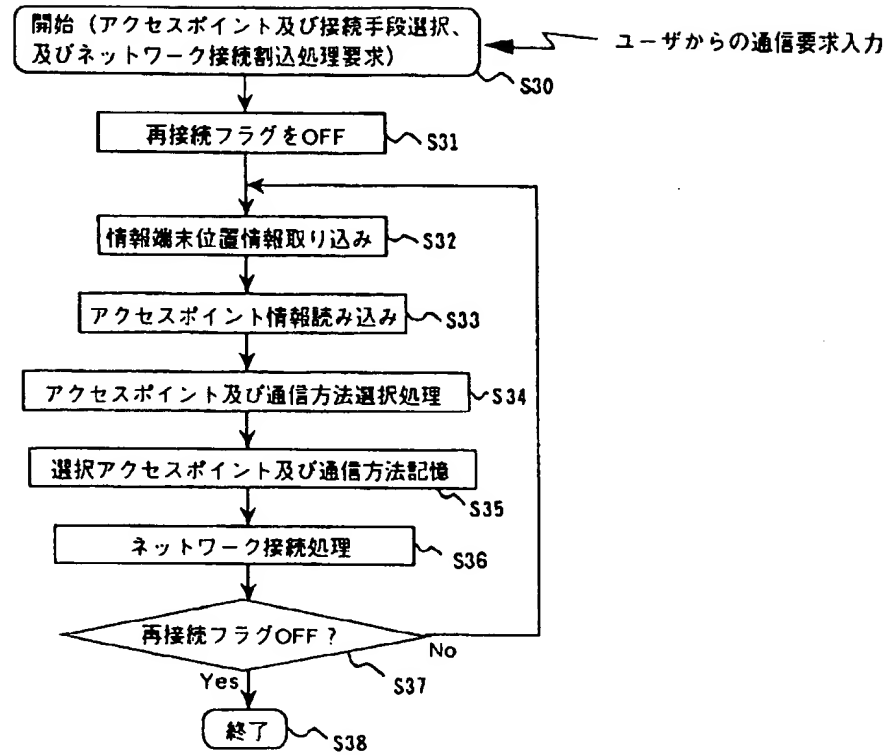 開始（アクセスポイント及び接続手段選択、
及びネットワーク接続割込処理要求）
ユーザからの通信要求入力
S30
再接続フラグをOFF
S31
情報端末位置情報取り込み
S32
アクセスポイント情報読み込み
S33
アクセスポイント及び通信方法選択処理
S34
選択アクセスポイント及び通信方法記憶
S35
ネットワーク接続処理
S36
再接続フラグOFF？
No
Yes
S37
終了
S38